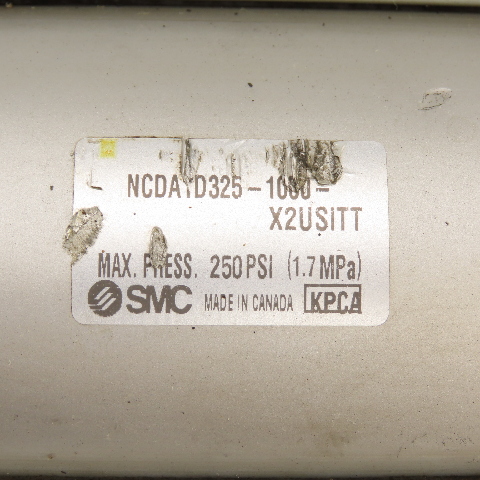 NCDA1D325-1000-
X2USITT
MAX. PRESS. 250 PSI (1.7 MPa)
SMC MADE IN CANADA KPCA